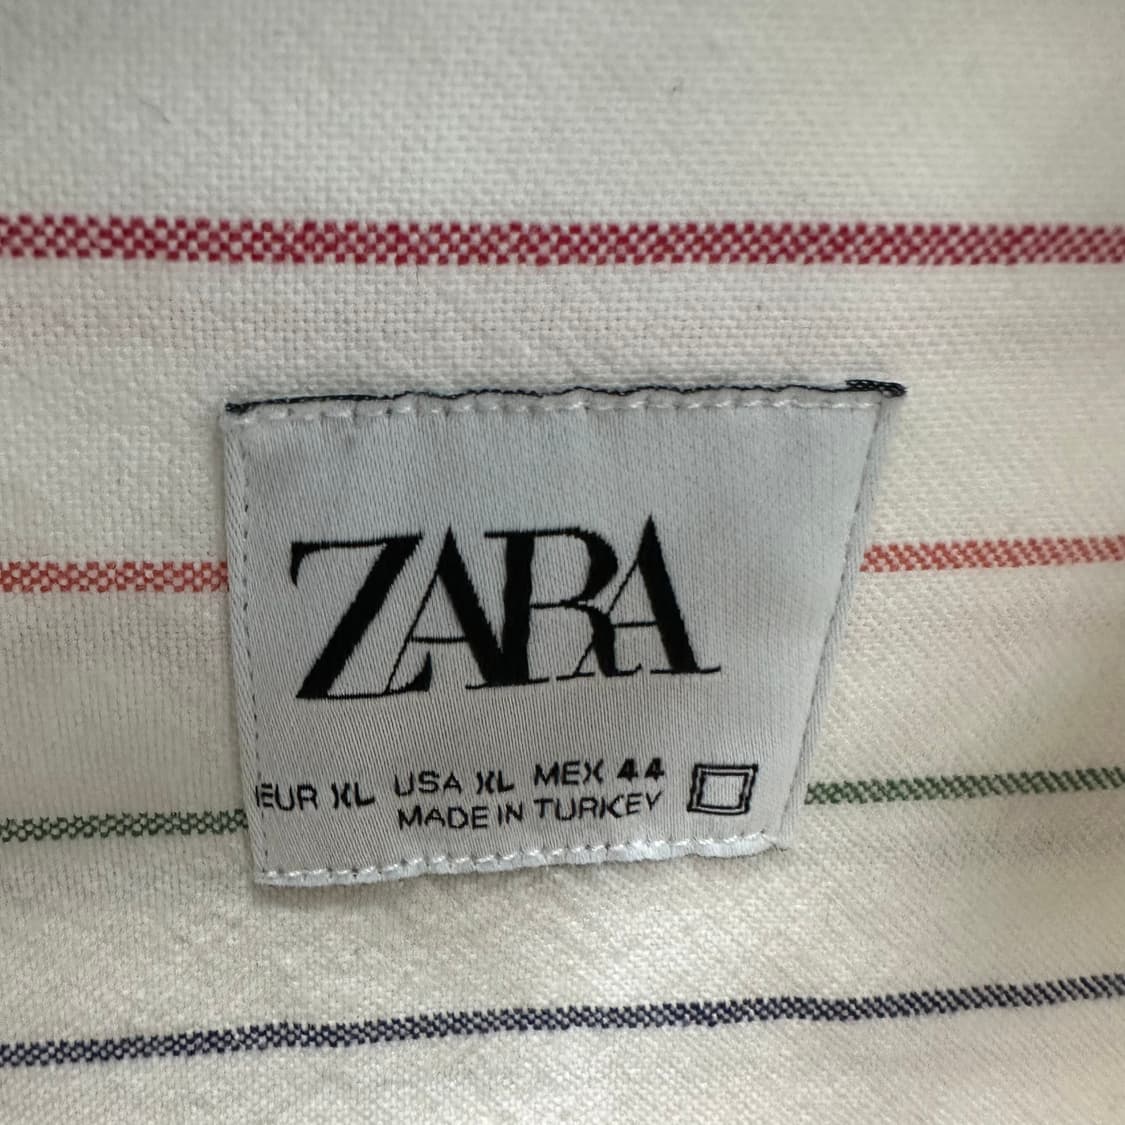 ZARA
EUR XL USA XL MEX 44
MADE IN TURKEY